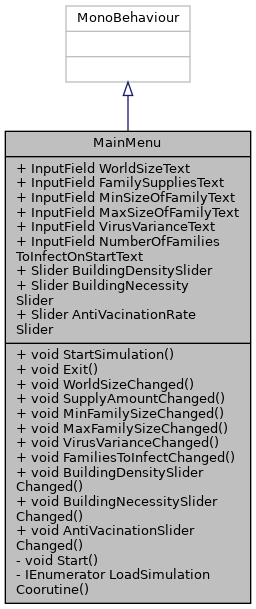 MonoBehaviour
MainMenu
+ InputField WorldSizeText
+ InputField FamilySuppliesText
+ InputField MinSizeOfFamilyText
+ InputField MaxSizeOfFamilyText
+ InputField VirusVarianceText
+ InputField NumberOfFamilies
ToInfectOnStartText
+ Slider BuildingDensitySlider
+ Slider BuildingNecessity
Slider
+ Slider AntiVacinationRate
Slider
+ void StartSimulation()
+ void Exit()
+ void WorldSizeChanged()
+ void SupplyAmountChanged()
+ void MinFamilySizeChanged()
+ void MaxFamilySizeChanged()
+ void VirusVarianceChanged()
+ void FamiliesToInfectChanged()
+ void BuildingDensitySlider
Changed()
+ void BuildingNecessitySlider
Changed()
+ void AntiVacinationSlider
Changed()
- void Start()
- IEnumerator LoadSimulation
Coorutine()